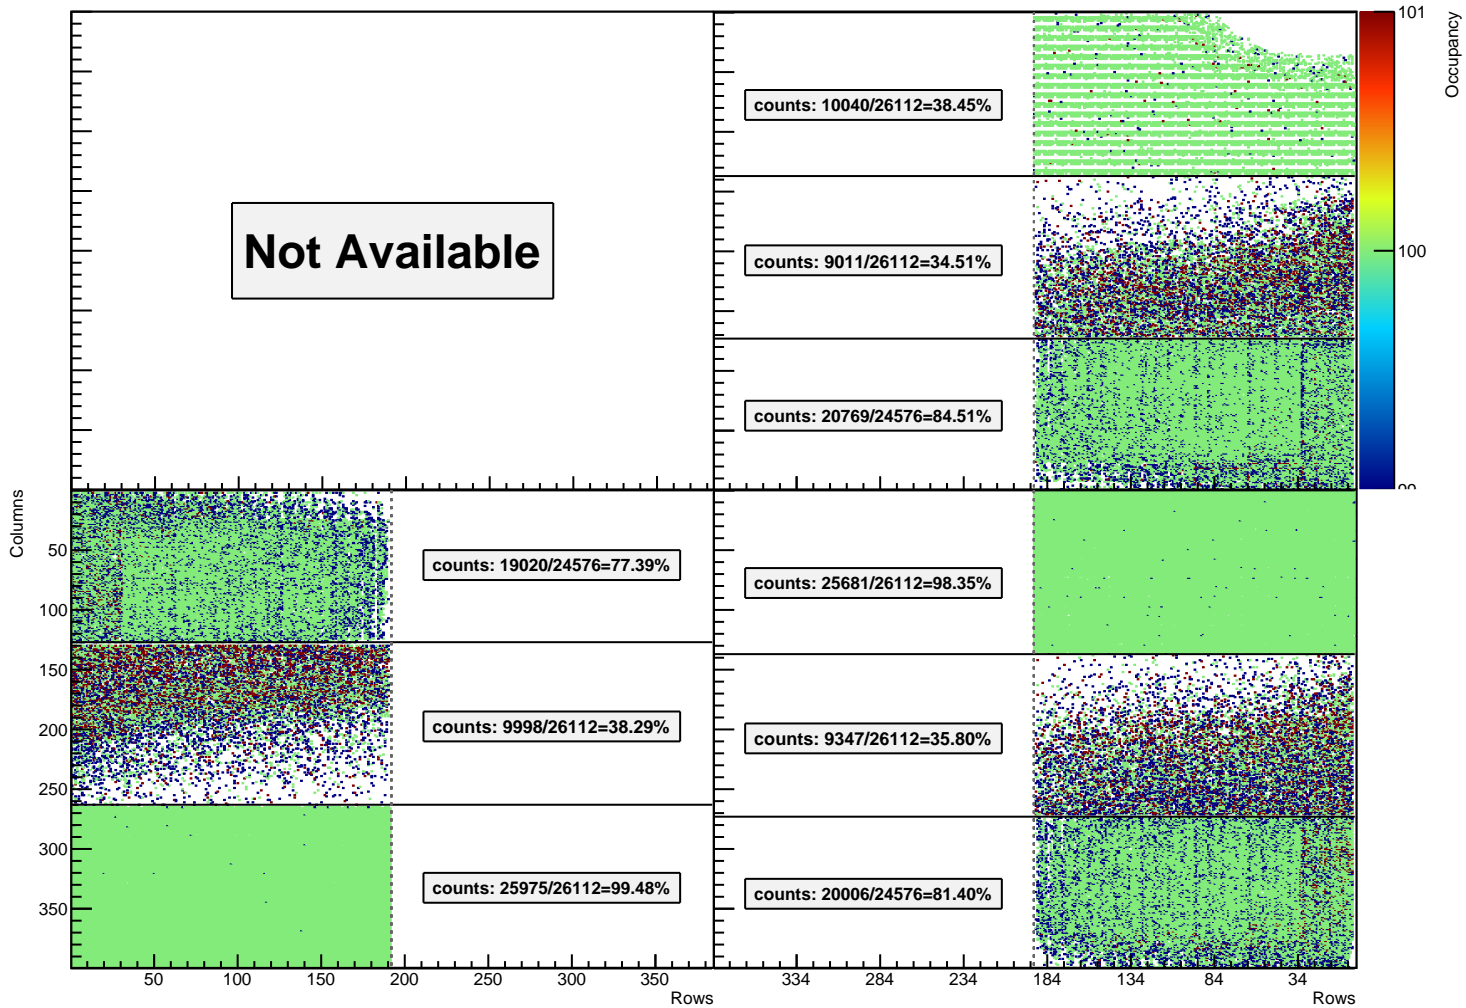 101
Occupancy
counts: 10040/26112=38.45%
Not Available
counts: 9011/26112=34.51%
100
counts: 20769/24576=84.51%
Columns
50
counts: 19020/24576=77.39%
counts: 25681/26112=98.35%
100
150
200
counts: 9998/26112=38.29%
counts: 9347/26112=35.80%
250
300
counts: 25975/26112=99.48%
counts: 20006/24576=81.40%
350
50 100 150 200 250 300 350
334 284 234 184 134 84 34
Rows
Rows